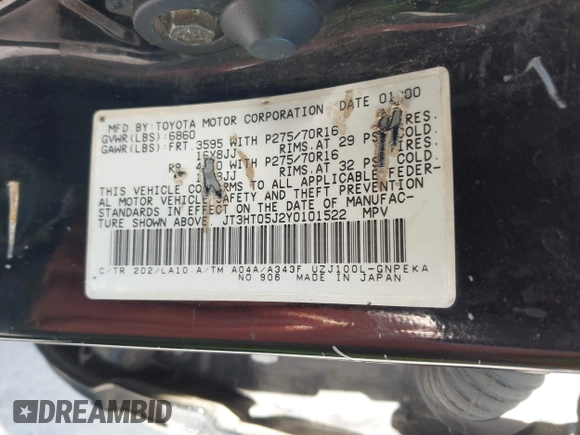 MFD.BY:TOYOTA MOTOR CORPORATION DATE 01 00
GVWR(LBS):6860
GAWR(LBS):FRT.3595 WITH P275/70R16 TIRES.
16X8JJ RIMS.AT 29 PSI COLD.
RR. WITH P275/70R16 TIRES.
RIMS.AT 32 PSI COLD.
THIS VEHICLE CONFORMS TO ALL APPLICABLE FEDER-
AL MOTOR VEHICLE SAFETY AND THEFT PREVENTION
STANDARDS IN EFFECT ON THE DATE OF MANUFAC-
TURE SHOWN ABOVE. JT3HT05J2Y0101522 MPV
C/TR 202/LA10 A/TM A04A/A343F UZJ100L-GNPEKA
NO 906 MADE IN JAPAN
DREAMBID